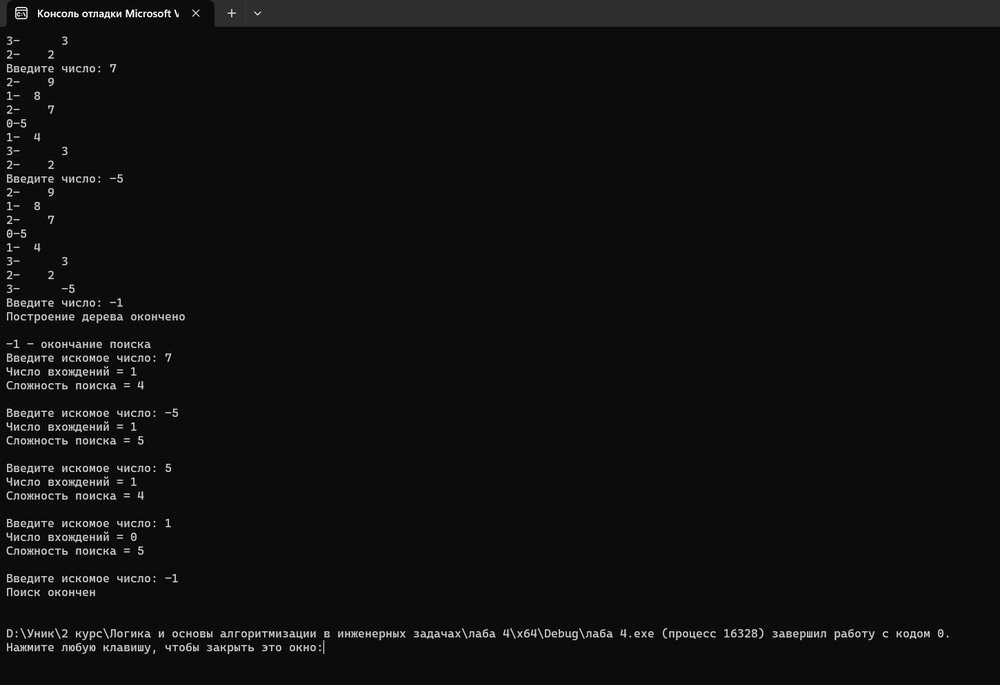 Консоль отладки Microsoft V
3-      3
2-    2
Введите число: 7
2-    9
1-  8
2-    7
0-5
1-  4
3-      3
2-    2
Введите число: -5
2-    9
1-  8
2-    7
0-5
1-  4
3-      3
2-    2
3-      -5
Введите число: -1
Построение дерева окончено
-1 - окончание поиска
Введите искомое число: 7
Число вхождений = 1
Сложность поиска = 4
Введите искомое число: -5
Число вхождений = 1
Сложность поиска = 5
Введите искомое число: 5
Число вхождений = 1
Сложность поиска = 4
Введите искомое число: 1
Число вхождений = 0
Сложность поиска = 5
Введите искомое число: -1
Поиск окончен
D:\Уник\2 курс\Логика и основы алгоритмизации в инженерных задачах\лаба 4\x64\Debug\лаба 4.exe (процесс 16328) завершил работу с кодом 0.
Нажмите любую клавишу, чтобы закрыть это окно: